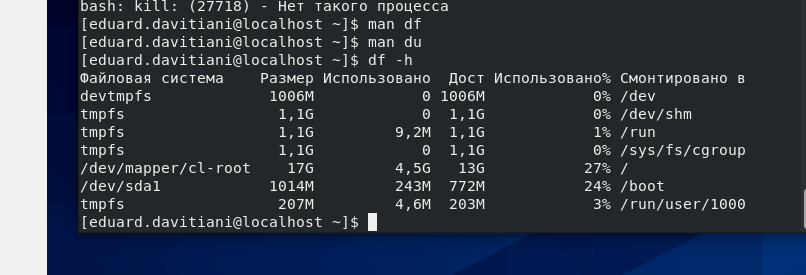 bash: kill: (27718) - Нет такого процесса
[eduard.davitiani@localhost ~]$ man df
[eduard.davitiani@localhost ~]$ man du
[eduard.davitiani@localhost ~]$ df -h
Файловая система    Размер Использовано  Дост Использовано% Смонтировано в
devtmpfs             1006M            0 1006M            0% /dev
tmpfs                 1,1G            0  1,1G            0% /dev/shm
tmpfs                 1,1G         9,2M  1,1G            1% /run
tmpfs                 1,1G            0  1,1G            0% /sys/fs/cgroup
/dev/mapper/cl-root    17G         4,5G   13G           27% /
/dev/sda1            1014M         243M  772M           24% /boot
tmpfs                 207M         4,6M  203M            3% /run/user/1000
[eduard.davitiani@localhost ~]$